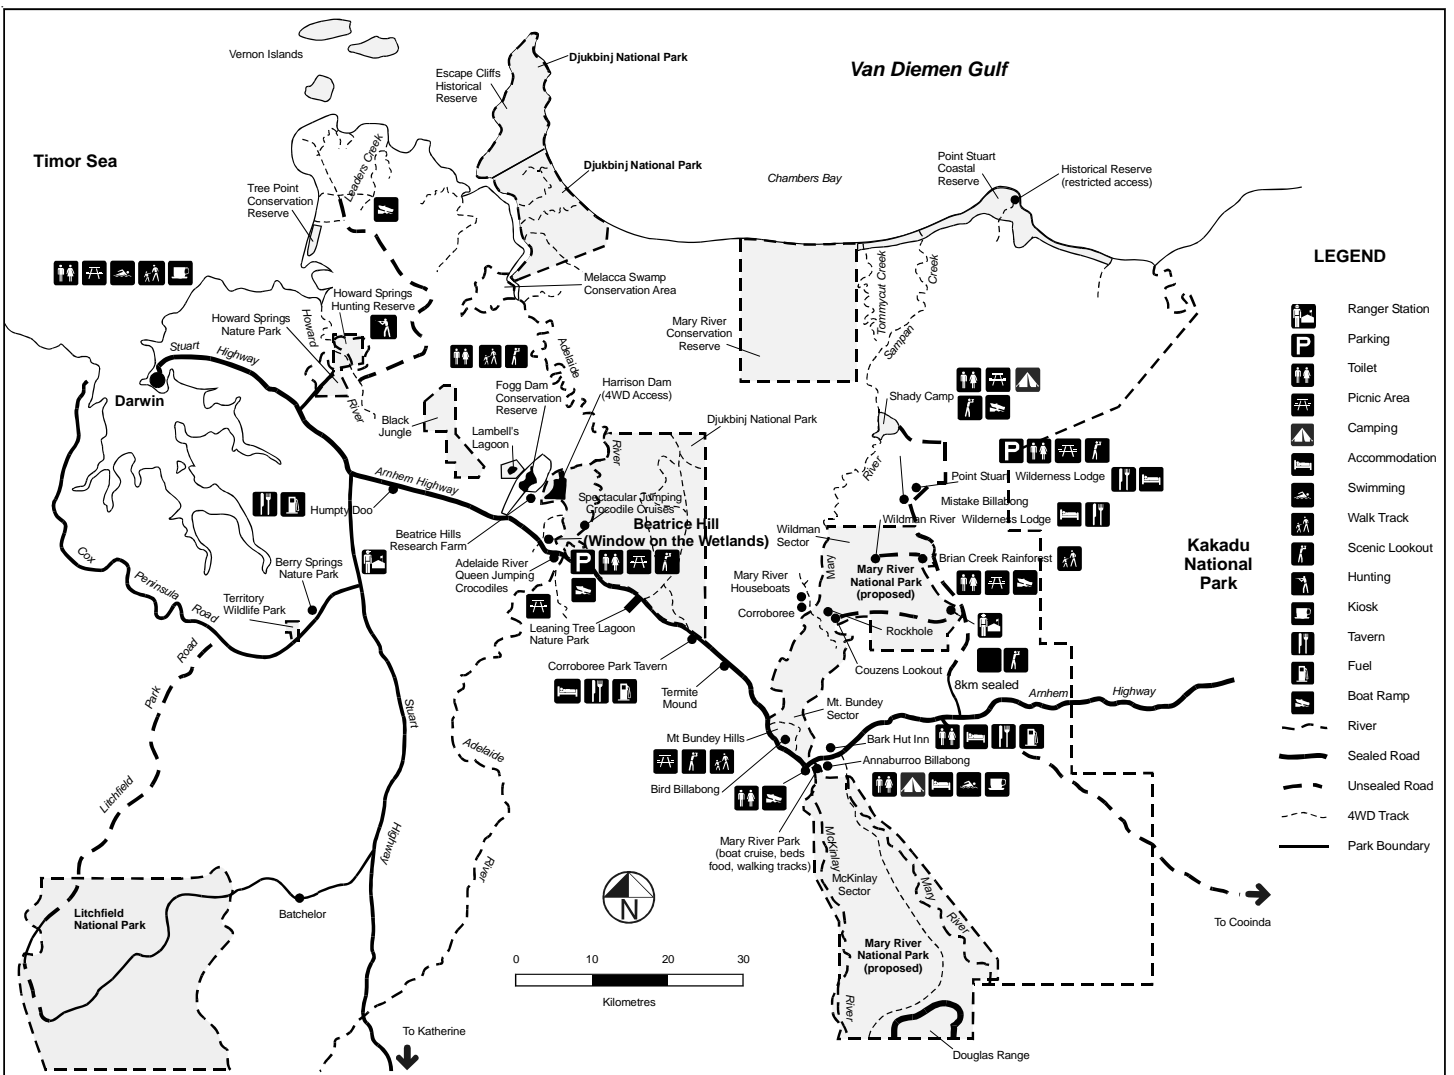 Vernon Islands
Djukbinj National Park
Escape Cliffs
Historical
Reserve
Van Diemen Gulf
Timor Sea
Leaders Creek
Djukbinj National Park
Chambers Bay
Point Stuart
Coastal
Reserve
Historical Reserve
(restricted access)
Tree Point
Conservation
Reserve
Melacca Swamp
Conservation Area
Howard Springs
Hunting Reserve
Howard Springs
Nature Park
Howard
River
Stuart
Highway
Darwin
Mary River
Conservation
Reserve
Tommycut Creek
Sampan
Creek
Adelaide
River
Fogg Dam
Conservation
Reserve
Harrison Dam
(4WD Access)
Black
Jungle
Lambell's
Lagoon
Djukbinj National Park
Shady Camp
River
Arnhem Highway
Humpty Doo
Spectacular Jumping
Crocodile Cruises
Beatrice Hill
(Window on the Wetlands)
Beatrice Hills
Research Farm
Adelaide River
Queen Jumping
Crocodiles
P
P
Point Stuart Wilderness Lodge
Mistake Billabong
Wildman River Wilderness Lodge
Wildman
Sector
Brian Creek Rainforest
Mary River
National Park
(proposed)
Mary
Mary River
Houseboats
Corroboree
Rockhole
Couzens Lookout
Kakadu
National
Park
Cox
Peninsula
Road
Berry Springs
Nature Park
Territory
Wildlife Park
Leaning Tree Lagoon
Nature Park
Corroboree Park Tavern
Termite
Mound
8km sealed
Arnhem
Highway
Mt. Bundey
Sector
Mt Bundey Hills
Bark Hut Inn
Annaburroo Billabong
Bird Billabong
Mary River Park
(boat cruise, beds
food, walking tracks)
Litchfield
Park
Road
Stuart
Highway
Adelaide
River
McKinlay
River
McKinlay
Sector
Mary
River
Litchfield
National Park
Batchelor
Mary River
National Park
(proposed)
Douglas Range
To Cooinda
To Katherine
N
0 10 20 30
Kilometres
LEGEND
Ranger Station
P Parking
Toilet
Picnic Area
Camping
Accommodation
Swimming
Walk Track
Scenic Lookout
Hunting
Kiosk
Tavern
Fuel
Boat Ramp
River
Sealed Road
Unsealed Road
4WD Track
Park Boundary